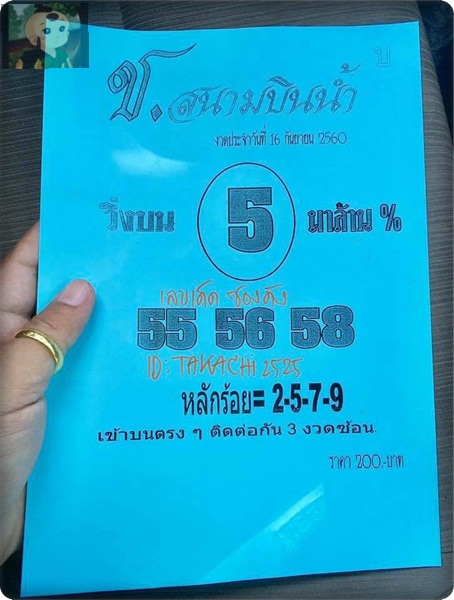 บ
ช. สนามบินน้ำ
งวดประจำวันที่ 16 กันยายน 2560
วิ่งบน 5 นาล้าน %
เลขเด็ด ซองดัง
55 56 58
ID: TAKACHI 2525
หลักร้อย= 2-5-7-9
เข้าบนตรง ๆ ติดต่อกัน 3 งวดซ้อน
ราคา 200.-บาท